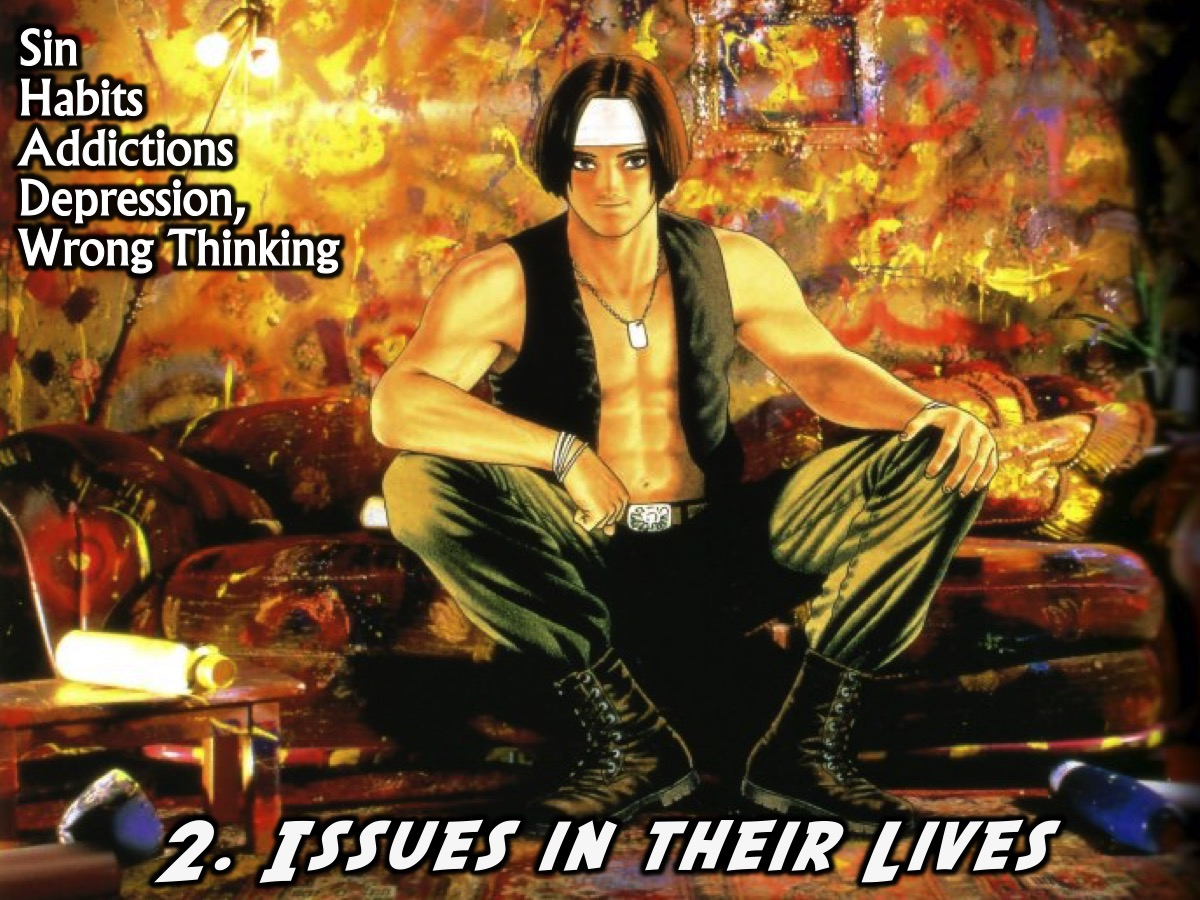 Sin
Habits
Addictions
Depression,
Wrong Thinking
2. Issues in their Lives